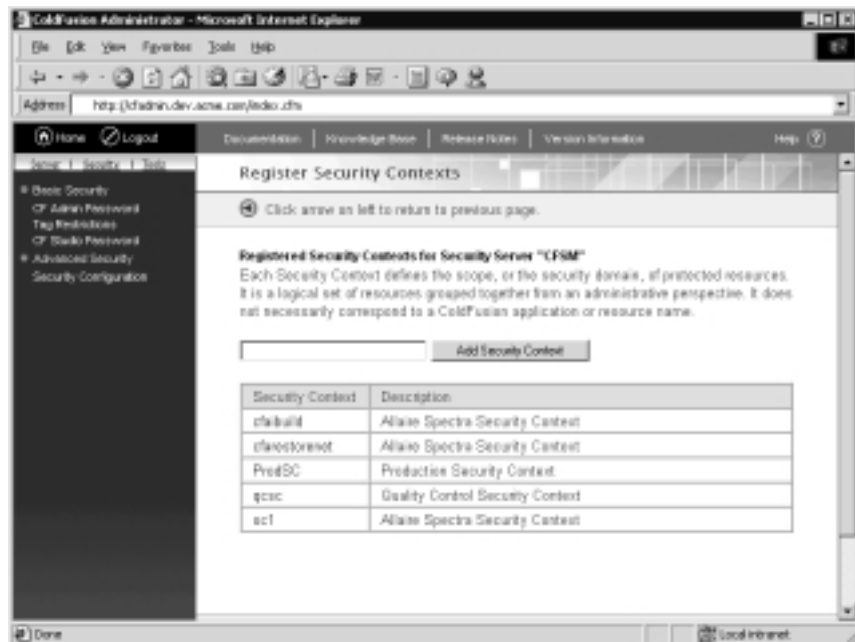 ColdFusion Administrator - Microsoft Internet Explorer
File Edit View Favorites Tools Help
Address http://cfadmin.dev.acme.com/index.cfm
Home Logout Documentation | Knowledge Base | Release Notes | Version Information Help ?
Server | Security | Tools
Register Security Contexts
Basic Security
CF Admin Password
Tag Restrictions
CF Studio Password
Advanced Security
Security Configuration
Click arrow on left to return to previous page.
Registered Security Contexts for Security Server "CFSM"
Each Security Context defines the scope, or the security domain, of protected resources.
It is a logical set of resources grouped together from an administrative perspective. It does
not necessarily correspond to a ColdFusion application or resource name.
Add Security Context
Security Context Description
cfaibuild Allaire Spectra Security Context
cfarestorenet Allaire Spectra Security Context
ProdSC Production Security Context
qcsc Quality Control Security Context
sc1 Allaire Spectra Security Context
Done Local intranet